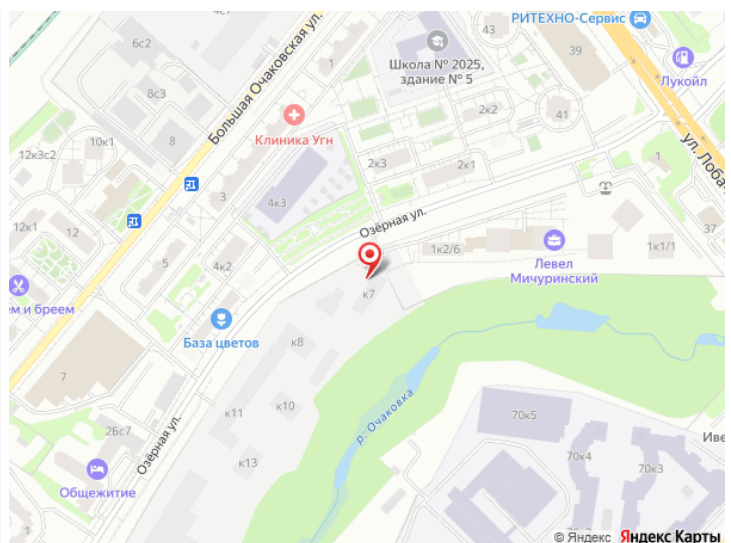 РИТЕХНО-Сервис
6с2
43
39
1
Школа № 2025,
здание № 5
Лукойл
Большая Очаковская ул.
8с3
2к2
41
8
Клиника Угн
10к1
12к3с2
2к3
2к1
1
ул. Лоба
3
4к3
Озёрная ул.
12к1
12
37
1к2/6
1к1/1
5
4к2
Левел
Мичуринский
ем и бреем
к7
База цветов
к8
7
р. Очаковка
к11
к10
70к5
2Бс7
Озёрная ул.
Иве
к13
70к4
70к3
Общежитие
1
70к2
© Яндекс Яндекс Карты